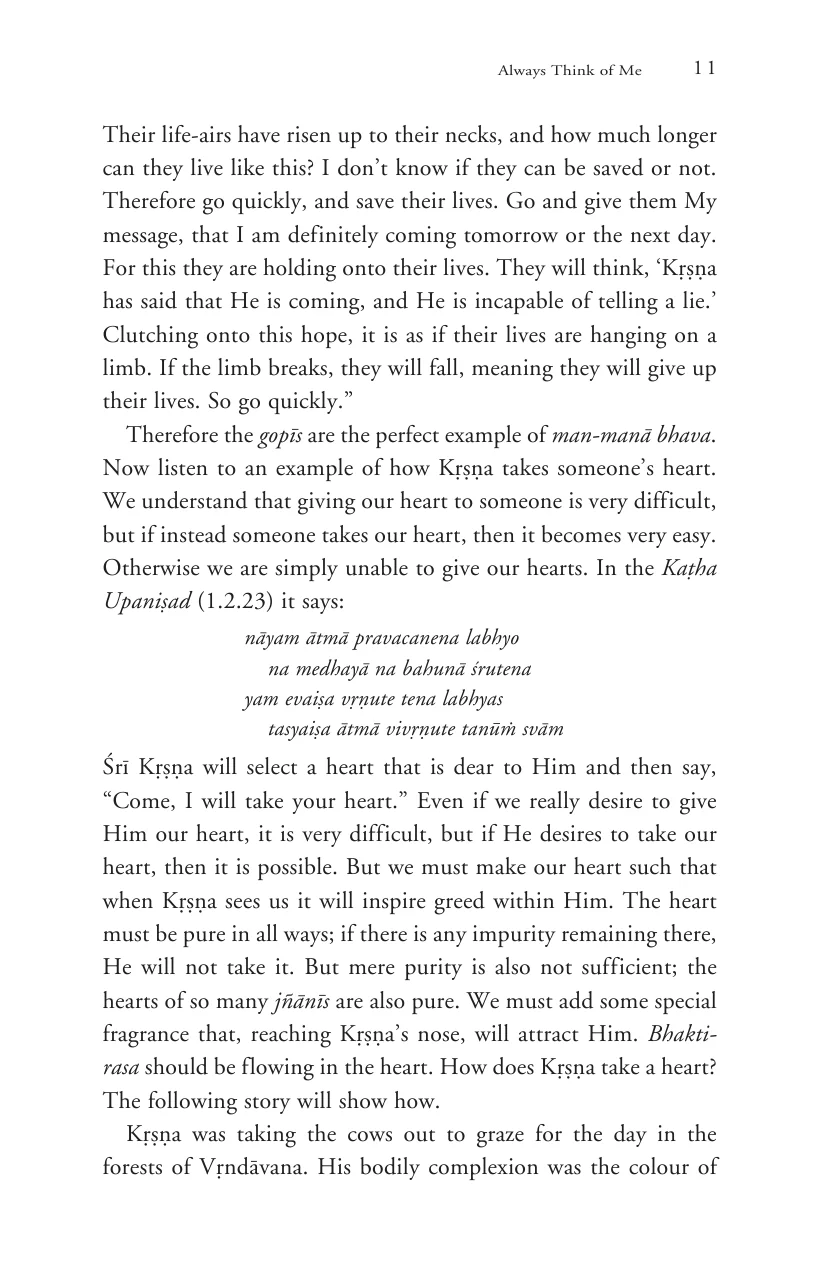 Always Think of Me 11
Their life-airs have risen up to their necks, and how much longer
can they live like this? I don’t know if they can be saved or not.
Therefore go quickly, and save their lives. Go and give them My
message, that I am definitely coming tomorrow or the next day.
For this they are holding onto their lives. They will think, ‘Kṛṣṇa
has said that He is coming, and He is incapable of telling a lie.’
Clutching onto this hope, it is as if their lives are hanging on a
limb. If the limb breaks, they will fall, meaning they will give up
their lives. So go quickly.”
Therefore the gopīs are the perfect example of man-manā bhava.
Now listen to an example of how Kṛṣṇa takes someone’s heart.
We understand that giving our heart to someone is very difficult,
but if instead someone takes our heart, then it becomes very easy.
Otherwise we are simply unable to give our hearts. In the Kaṭha
Upaniṣad (1.2.23) it says:
nāyam ātmā pravacanena labhyo
na medhayā na bahunā śrutena
yam evaiṣa vṛṇute tena labhyas
tasyaiṣa ātmā vivṛṇute tanūṁ svām
Śrī Kṛṣṇa will select a heart that is dear to Him and then say,
“Come, I will take your heart.” Even if we really desire to give
Him our heart, it is very difficult, but if He desires to take our
heart, then it is possible. But we must make our heart such that
when Kṛṣṇa sees us it will inspire greed within Him. The heart
must be pure in all ways; if there is any impurity remaining there,
He will not take it. But mere purity is also not sufficient; the
hearts of so many jñānīs are also pure. We must add some special
fragrance that, reaching Kṛṣṇa’s nose, will attract Him. Bhakti-
rasa should be flowing in the heart. How does Kṛṣṇa take a heart?
The following story will show how.
Kṛṣṇa was taking the cows out to graze for the day in the
forests of Vṛndāvana. His bodily complexion was the colour of